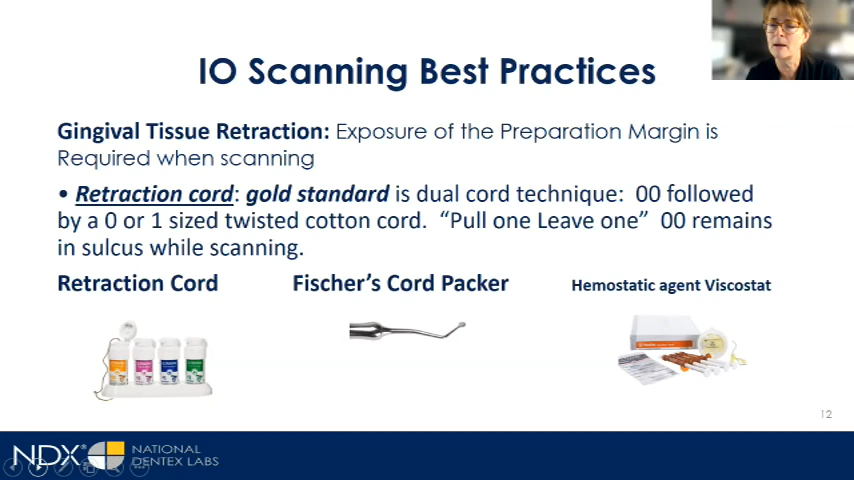 IO Scanning Best Practices
Gingival Tissue Retraction: Exposure of the Preparation Margin is
Required when scanning
• Retraction cord: gold standard is dual cord technique:  00 followed
by a 0 or 1 sized twisted cotton cord.  “Pull one Leave one”  00 remains
in sulcus while scanning.
Retraction Cord
Fischer’s Cord Packer
Hemostatic agent Viscostat
12
NDX® NATIONAL
DENTEX LABS